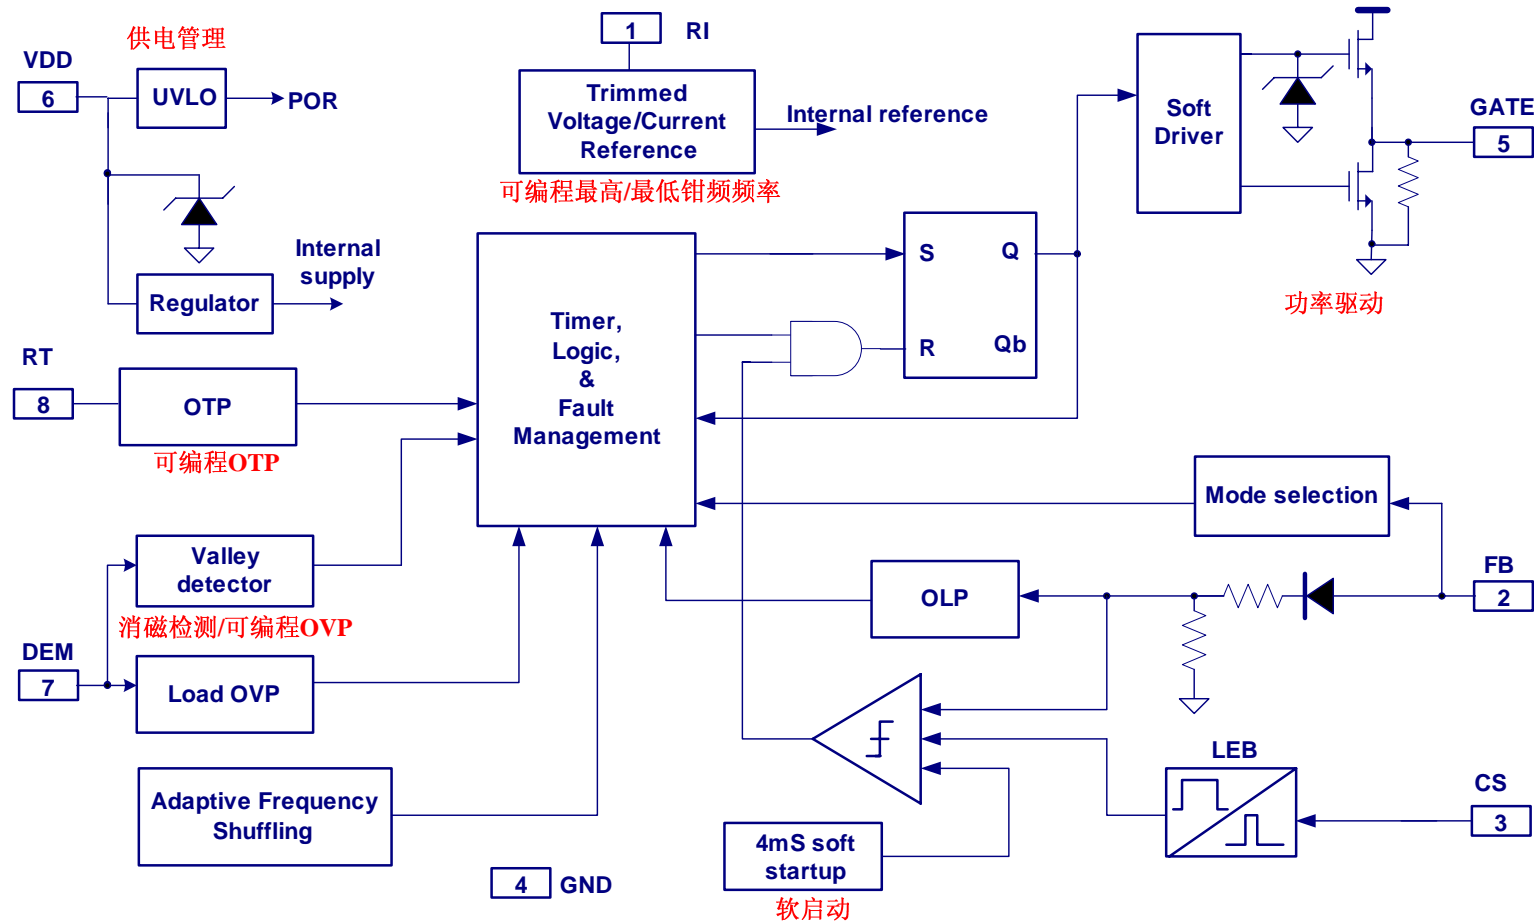 供电管理
VDD
6
UVLO
POR
1
RI
Trimmed
Voltage/Current
Reference
Internal reference
可编程最高/最低钳频频率
Soft
Driver
GATE
5
功率驱动
Internal
supply
Regulator
RT
8
OTP
可编程OTP
Timer,
Logic,
&
Fault
Management
S
Q
R
Qb
Mode selection
Valley
detector
消磁检测/可编程OVP
DEM
7
Load OVP
OLP
FB
2
LEB
CS
3
Adaptive Frequency
Shuffling
4mS soft
startup
软启动
4
GND